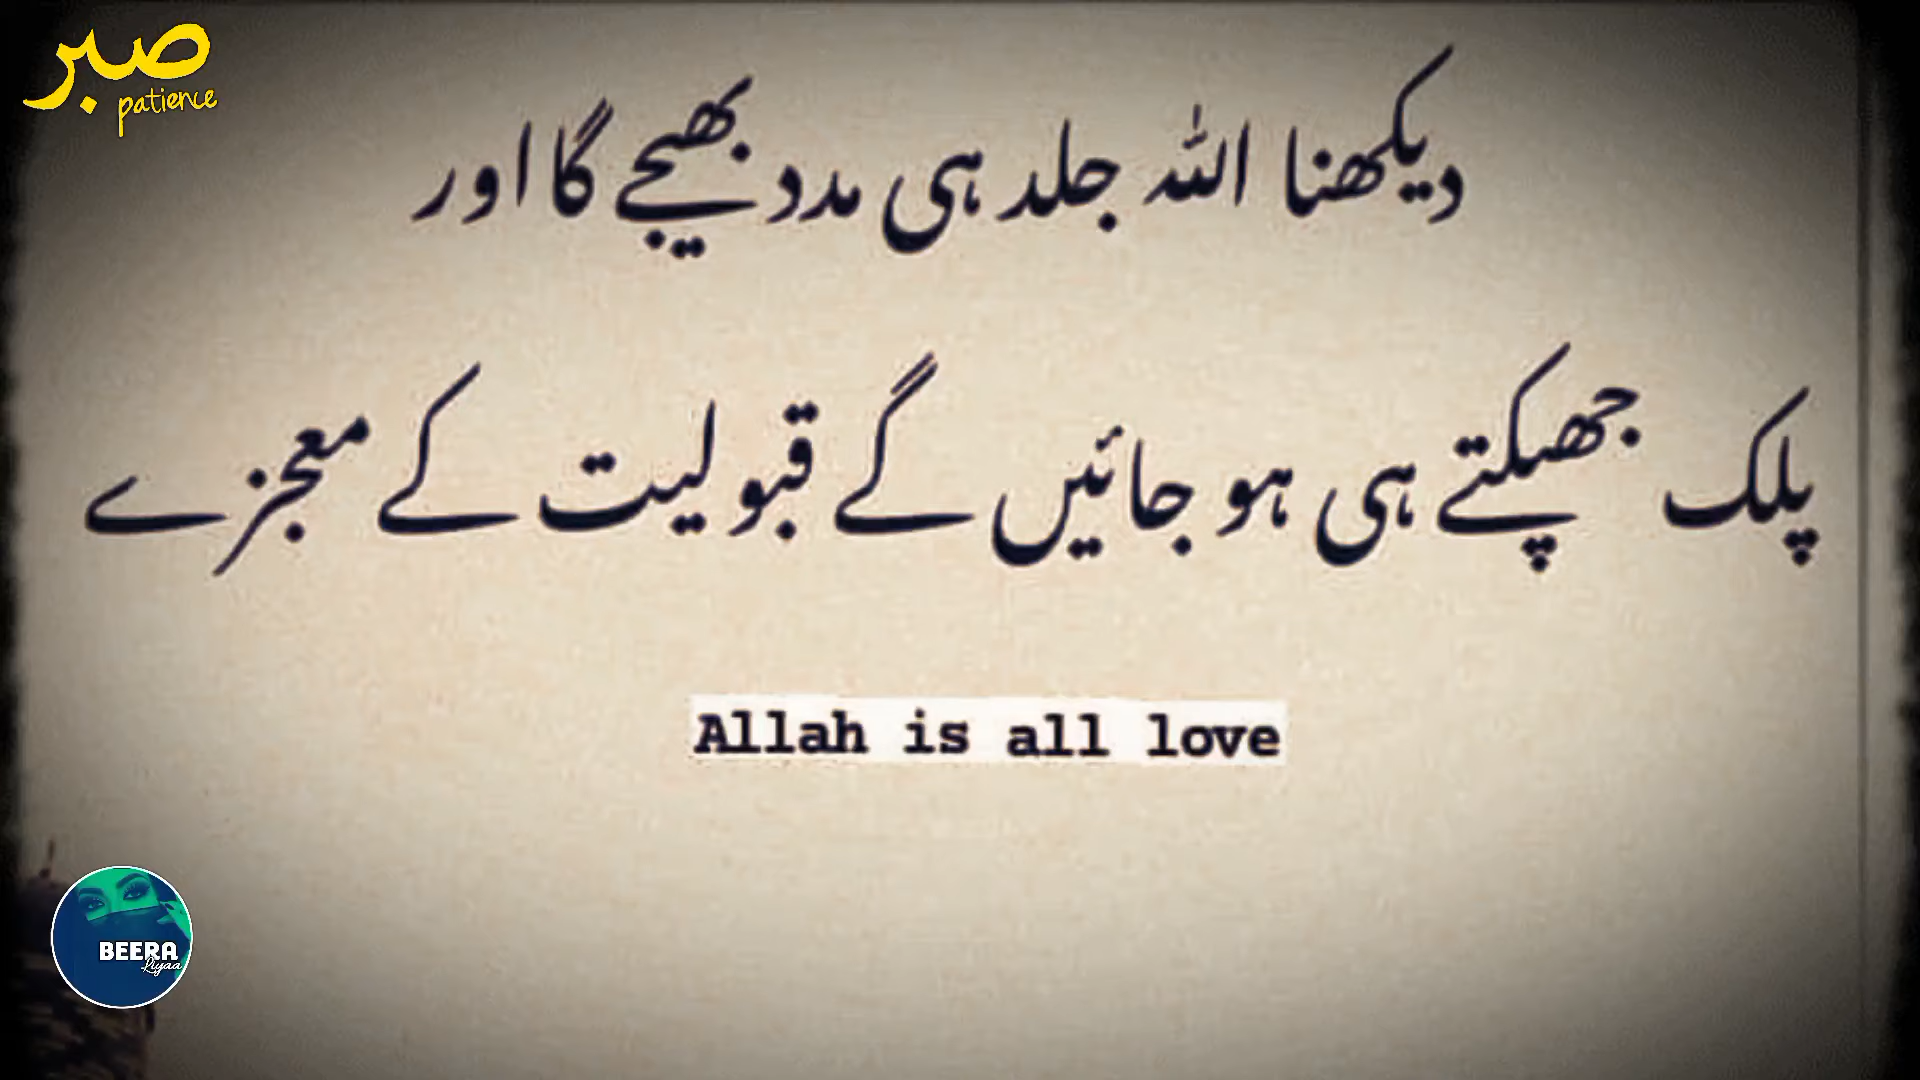 صبر
patience
دیکھنا اللہ جلد ہی مدد بھیجے گا اور
پلک جھپکتے ہی ہو جائیں گے قبولیت کے معجزے
Allah is all love
BEERA
Liyaa